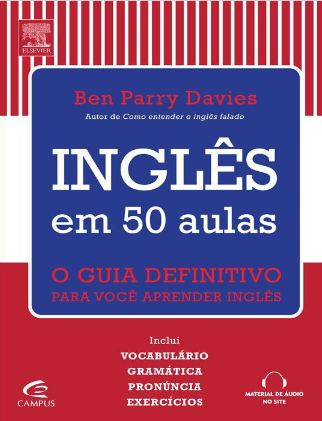 ELSEVIER
Ben Parry Davies
Autor de Como entender o inglês falado
INGLÊS
em 50 aulas
O GUIA DEFINITIVO
PARA VOCÊ APRENDER INGLÊS
Inclui
VOCABULÁRIO
GRAMÁTICA
PRONÚNCIA
EXERCÍCIOS
CAMPUS
MATERIAL DE ÁUDIO
NO SITE